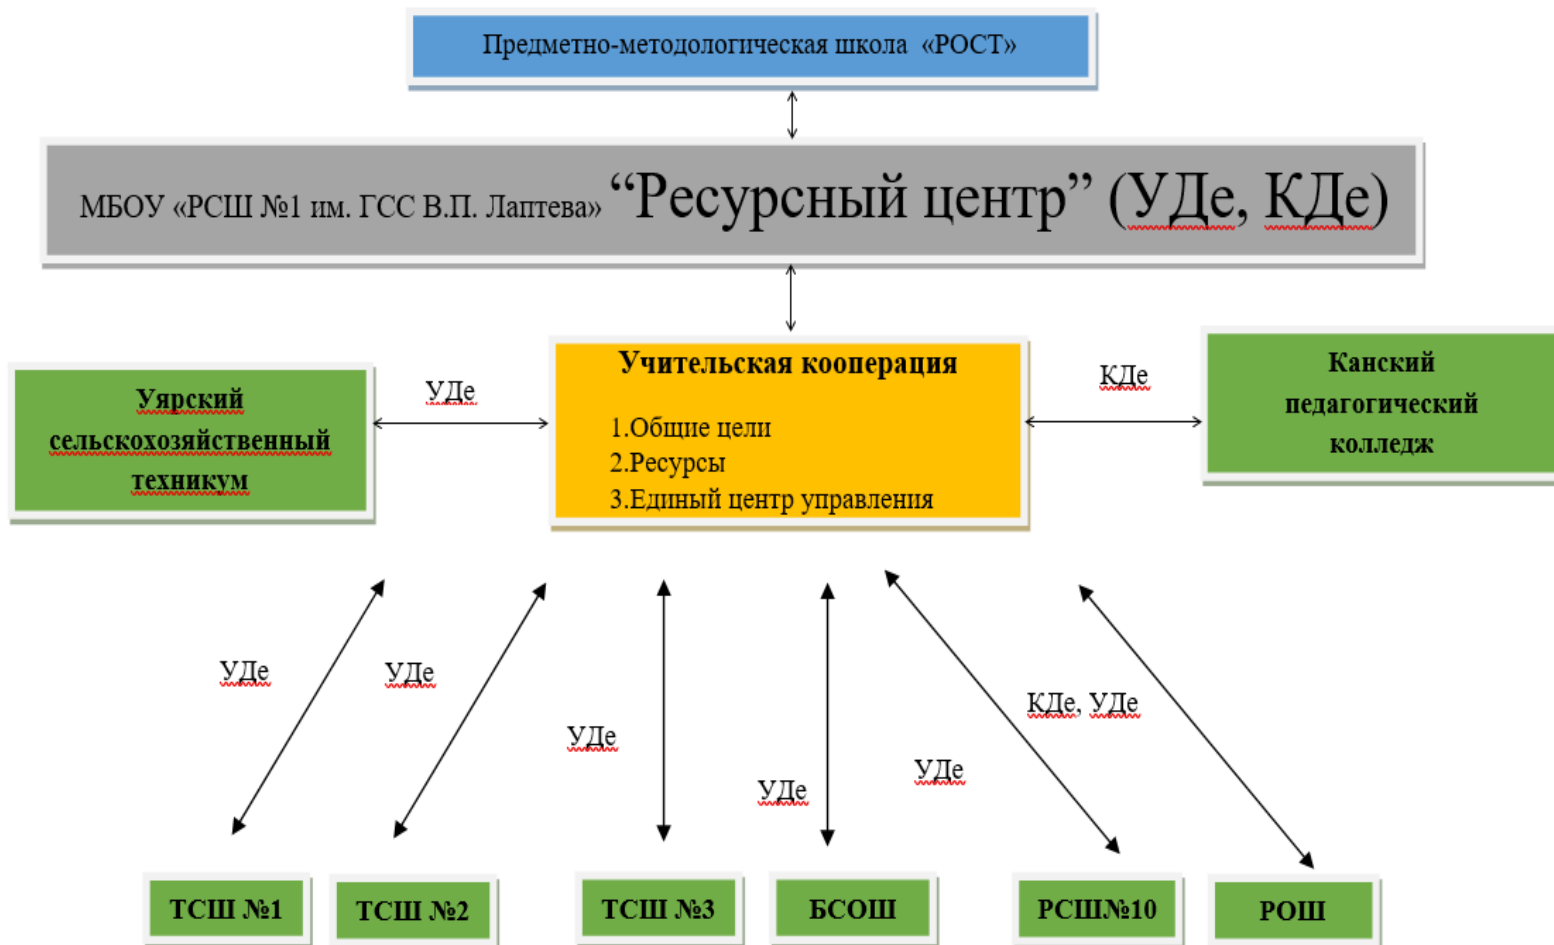 Предметно-методологическая школа «РОСТ»
МБОУ «РСШ №1 им. ГСС В.П. Лаптева» “Ресурсный центр” (УДе, КДе)
Уярский
сельскохозяйственный
техникум
УДе
Учительская кооперация
1.Общие цели
2.Ресурсы
3.Единый центр управления
КДе
Канский
педагогический
колледж
УДе
УДе
УДе
УДе
УДе
КДе, УДе
ТСШ №1
ТСШ №2
ТСШ №3
БСОШ
РСШ№10
РОШ